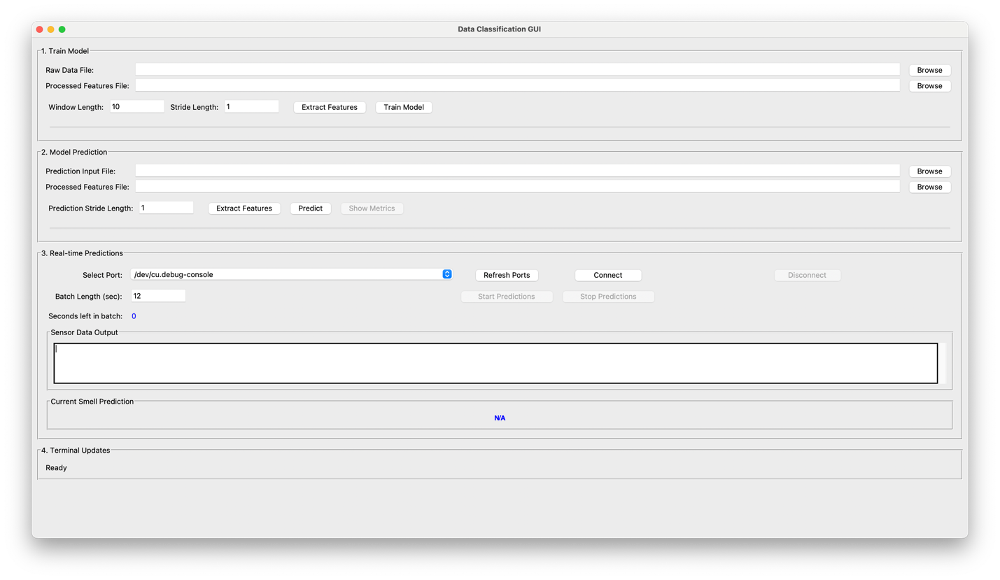 Data Classification GUI
1. Train Model
Raw Data File: Browse
Processed Features File: Browse
Window Length: 10 Stride Length: 1 Extract Features Train Model
2. Model Prediction
Prediction Input File: Browse
Processed Features File: Browse
Prediction Stride Length: 1 Extract Features Predict Show Metrics
3. Real-time Predictions
Select Port: /dev/cu.debug-console Refresh Ports Connect Disconnect
Batch Length (sec): 12 Start Predictions Stop Predictions
Seconds left in batch: 0
Sensor Data Output
Current Smell Prediction
N/A
4. Terminal Updates
Ready